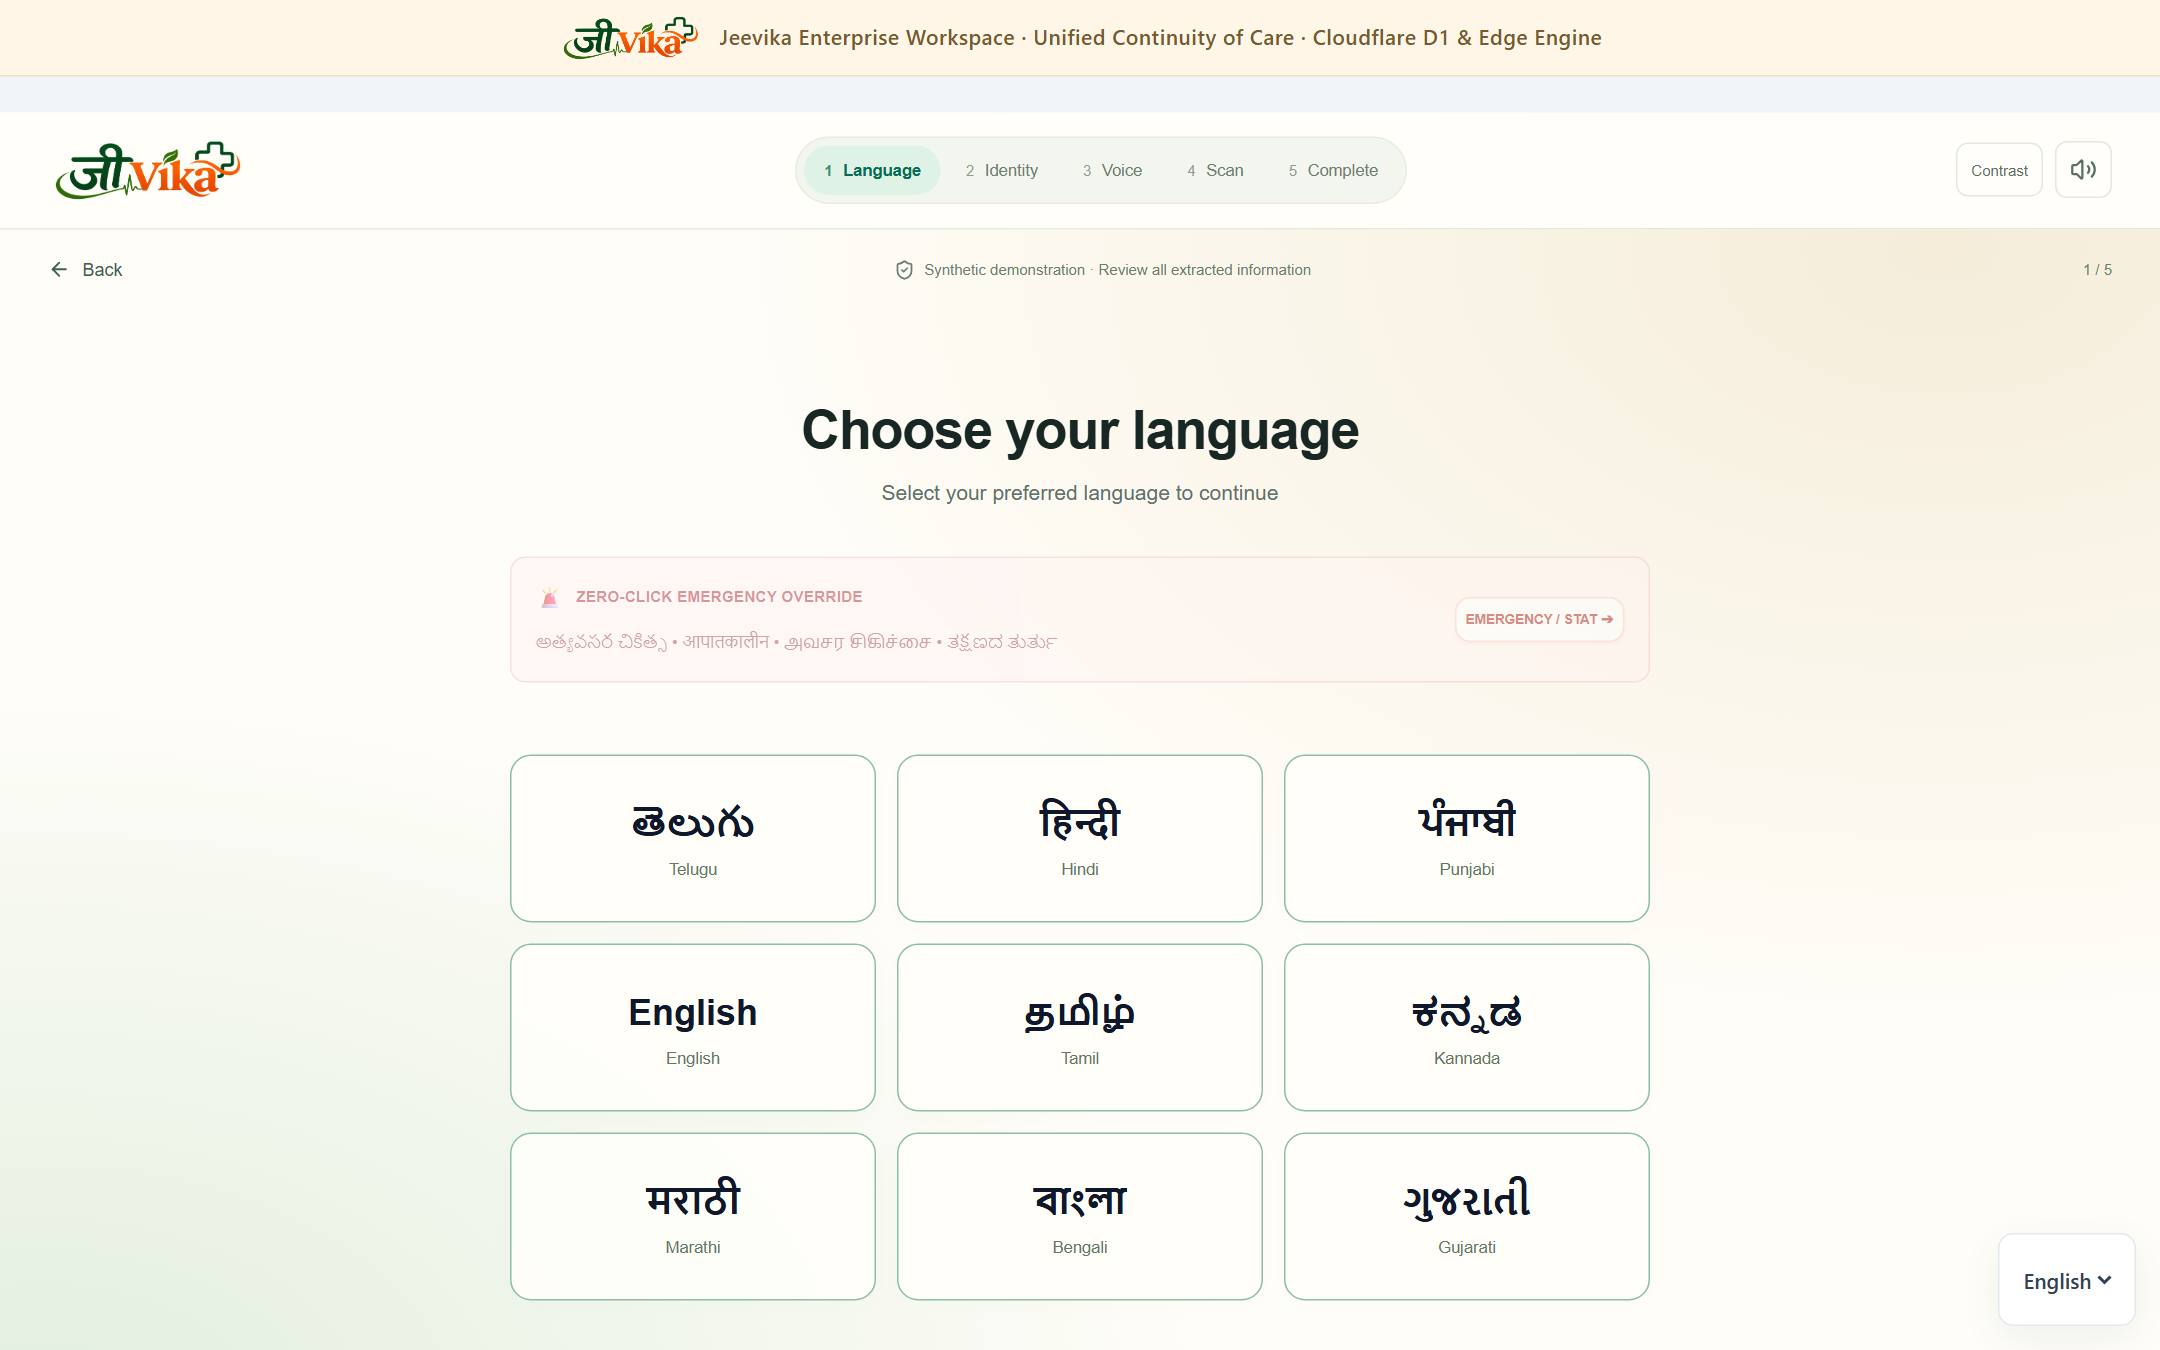 जीvika Jeevika Enterprise Workspace · Unified Continuity of Care · Cloudflare D1 & Edge Engine
जीvika
1 Language 2 Identity 3 Voice 4 Scan 5 Complete
Contrast
Back
Synthetic demonstration · Review all extracted information
1 / 5
Choose your language
Select your preferred language to continue
ZERO-CLICK EMERGENCY OVERRIDE
అత్యవసర చికిత్స • आपातकालीन • அவசர சிகிச்சை • ತಕ್ಷಣದ ತುರ್ತು
EMERGENCY / STAT ➔
తెలుగు
Telugu
हिन्दी
Hindi
ਪੰਜਾਬੀ
Punjabi
English
English
தமிழ்
Tamil
ಕನ್ನಡ
Kannada
मराठी
Marathi
বাংলা
Bengali
ગુજરાતી
Gujarati
English